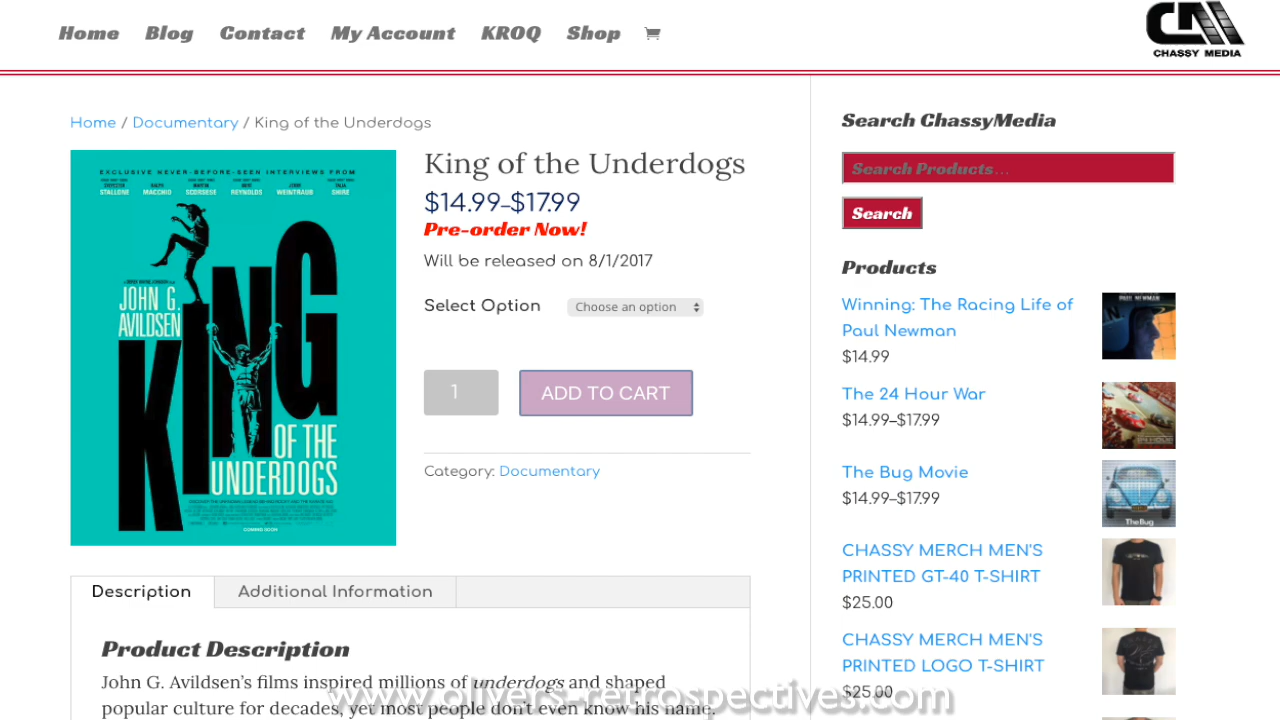 Home Blog Contact My Account KROQ Shop
CHASSY MEDIA
Home / Documentary / King of the Underdogs
EXCLUSIVE NEVER-BEFORE-SEEN INTERVIEWS FROM
STALLONE MACCHIO SCORSESE REYNOLDS WEINTRAUB SHIRE
JOHN G.
AVILDSEN
KING
OF THE
UNDERDOGS
COMING SOON
King of the Underdogs
$14.99–$17.99
Pre-order Now!
Will be released on 8/1/2017
Select Option Choose an option
1 ADD TO CART
Category: Documentary
Description Additional Information
Product Description
John G. Avildsen's films inspired millions of underdogs and shaped
popular culture for decades, yet most people don't even know his name.
Search ChassyMedia
Search Products...
Search
Products
Winning: The Racing Life of
Paul Newman
$14.99
The 24 Hour War
$14.99–$17.99
The Bug Movie
$14.99–$17.99
The Bug
CHASSY MERCH MEN'S
PRINTED GT-40 T-SHIRT
$25.00
CHASSY MERCH MEN'S
PRINTED LOGO T-SHIRT
$25.00
www.olivers-retrospectives.com